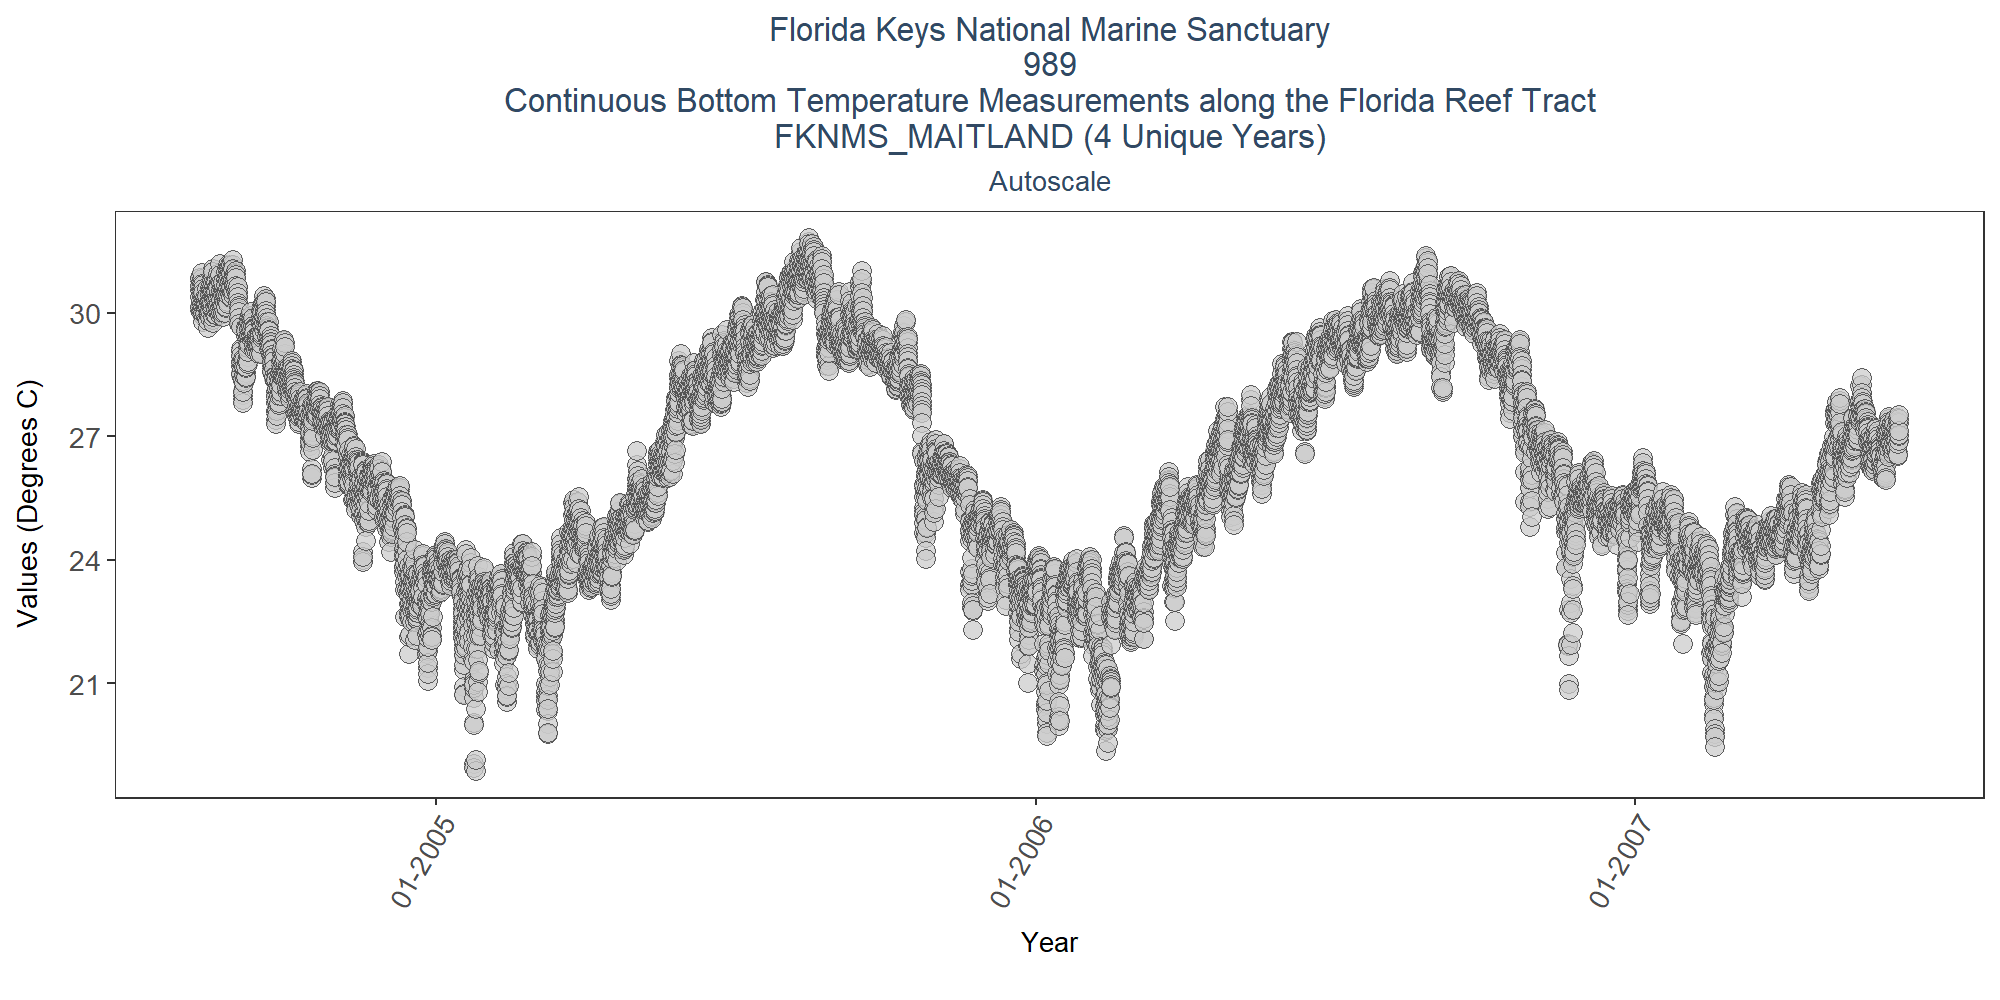 Florida Keys National Marine Sanctuary
989
Continuous Bottom Temperature Measurements along the Florida Reef Tract
FKNMS_MAITLAND (4 Unique Years)
Autoscale
Values (Degrees C)
30
27
24
21
01-2005
01-2006
01-2007
Year